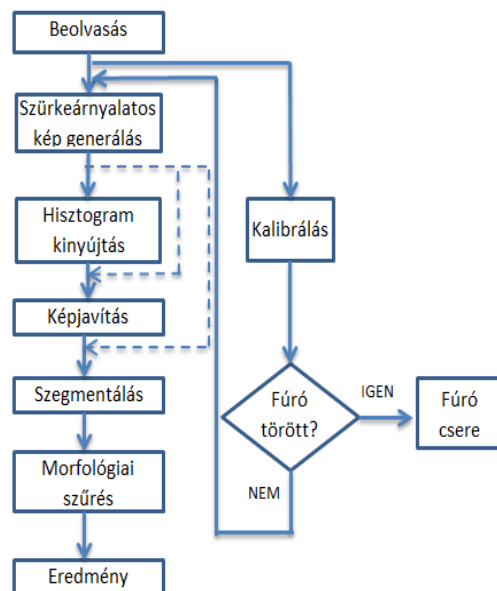 Beolvasás
Szürkeárnyalatos
kép generálás
Hisztogram
kinyújtás
Képjavítás
Szegmentálás
Morfológiai
szűrés
Eredmény
Kalibrálás
Fúró
törött?
IGEN
NEM
Fúró
csere